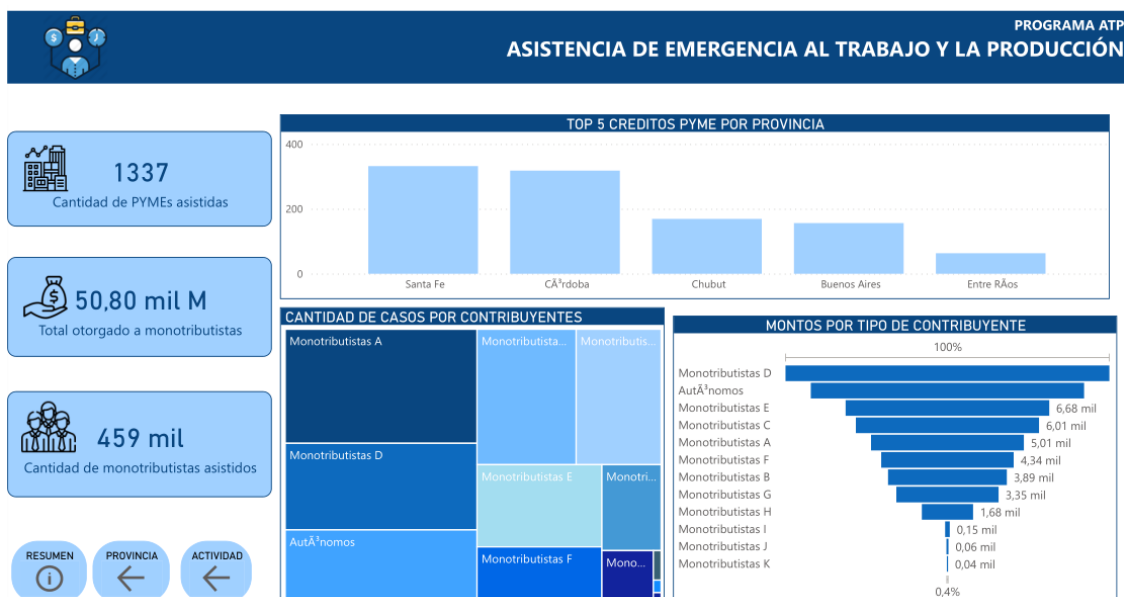 PROGRAMA ATP
ASISTENCIA DE EMERGENCIA AL TRABAJO Y LA PRODUCCIÓN
1337
Cantidad de PYMEs asistidas
50,80 mil M
Total otorgado a monotributistas
459 mil
Cantidad de monotributistas asistidos
RESUMEN
PROVINCIA
ACTIVIDAD
TOP 5 CREDITOS PYME POR PROVINCIA
400
200
0
Santa Fe
CÃ³rdoba
Chubut
Buenos Aires
Entre RÃos
CANTIDAD DE CASOS POR CONTRIBUYENTES
Monotributistas A
Monotributista...
Monotributis...
Monotributistas D
Monotributistas E
Monotri...
AutÃ³nomos
Monotributistas F
Mono...
MONTOS POR TIPO DE CONTRIBUYENTE
100%
Monotributistas D
AutÃ³nomos
Monotributistas E 6,68 mil
Monotributistas C 6,01 mil
Monotributistas A 5,01 mil
Monotributistas F 4,34 mil
Monotributistas B 3,89 mil
Monotributistas G 3,35 mil
Monotributistas H 1,68 mil
Monotributistas I 0,15 mil
Monotributistas J 0,06 mil
Monotributistas K 0,04 mil
0,4%